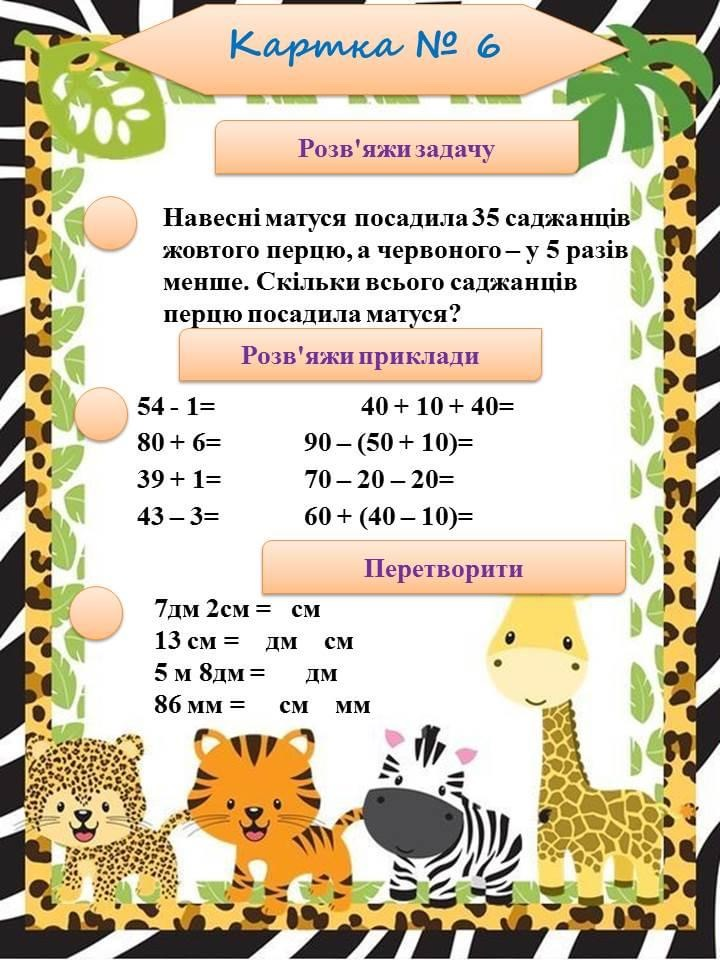 Картка № 6
Розв'яжи задачу
Навесні матуся посадила 35 саджанців
жовтого перцю, а червоного – у 5 разів
менше. Скільки всього саджанців
перцю посадила матуся?
Розв'яжи приклади
54 - 1= 40 + 10 + 40=
80 + 6= 90 – (50 + 10)=
39 + 1= 70 – 20 – 20=
43 – 3= 60 + (40 – 10)=
Перетворити
7дм 2см = см
13 см = дм см
5 м 8дм = дм
86 мм = см мм